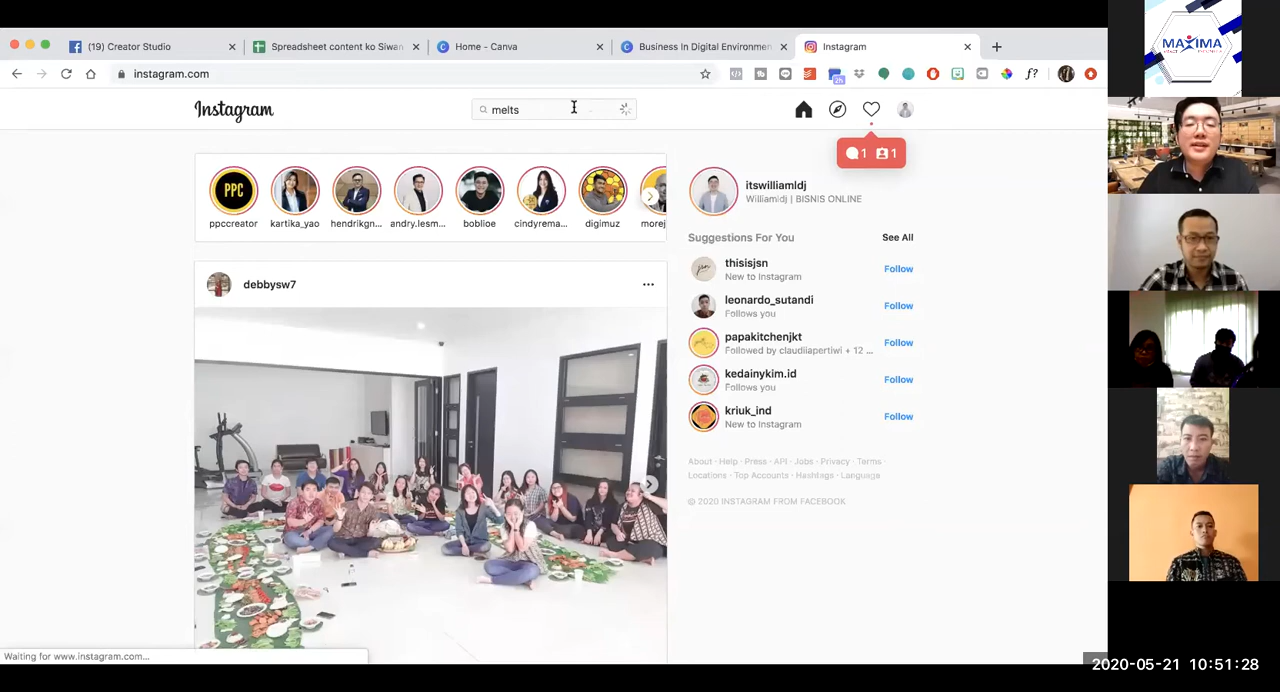 (19) Creator Studio
Spreadsheet content ko Siwan
Home - Canva
Business In Digital Environmen
Instagram
instagram.com
2h
f?
Instagram
melts
1 1
PPC
ppccreator
kartika_yao
hendrikgn...
andry.lesm...
boblioe
cindyrema...
digimuz
morej
itswilliamldj
Williamldj | BISNIS ONLINE
Suggestions For You
See All
thisisjsn
New to Instagram
Follow
leonardo_sutandi
Follows you
Follow
papakitchenjkt
Followed by claudiiapertiwi + 12 ...
Follow
kedainykim.id
Follows you
Follow
kriuk_ind
New to Instagram
Follow
About · Help · Press · API · Jobs · Privacy · Terms ·
Locations · Top Accounts · Hashtags · Language
© 2020 INSTAGRAM FROM FACEBOOK
debbysw7
Waiting for www.instagram.com...
MAXIMA
2020-05-21 10:51:28